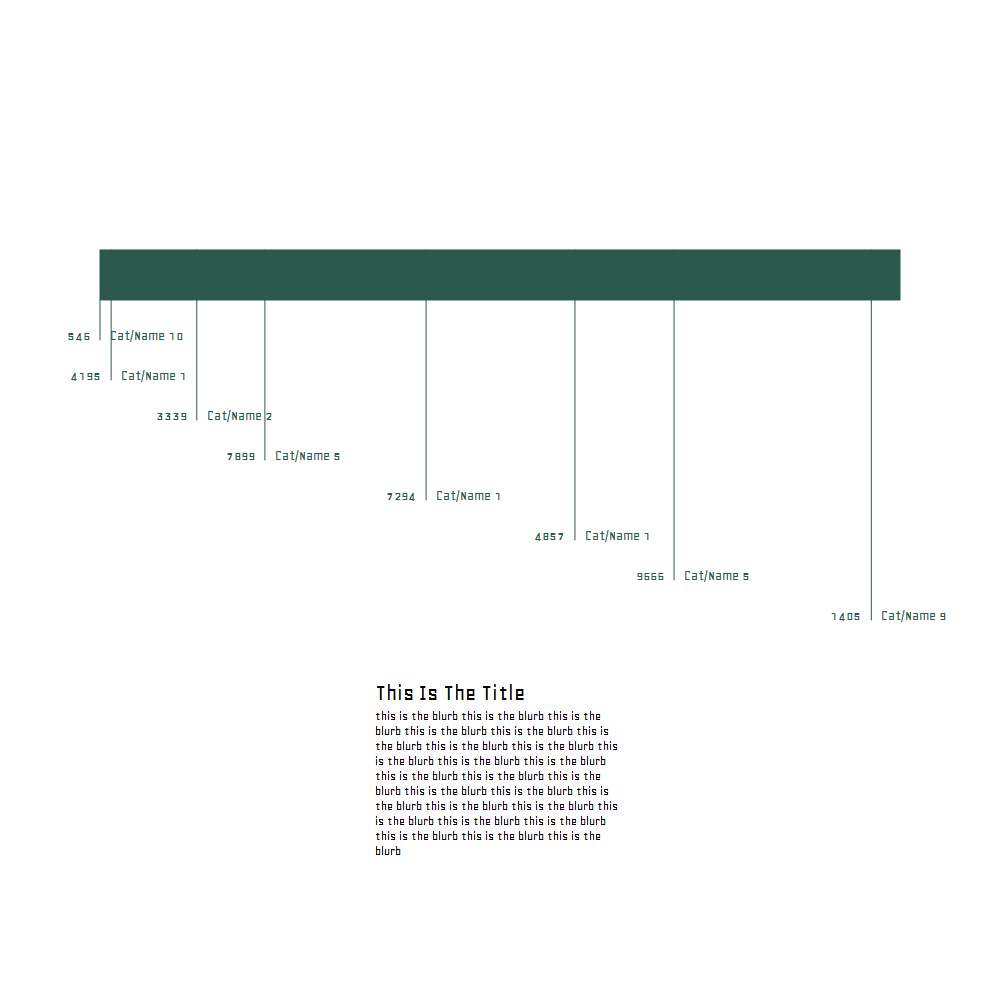 546 Cat/Name 10
4195 Cat/Name 1
3339 Cat/Name 2
7899 Cat/Name 5
7294 Cat/Name 1
4857 Cat/Name 1
9666 Cat/Name 5
1405 Cat/Name 9
This Is The Title
this is the blurb this is the blurb this is the
blurb this is the blurb this is the blurb this is
the blurb this is the blurb this is the blurb this
is the blurb this is the blurb this is the blurb
this is the blurb this is the blurb this is the
blurb this is the blurb this is the blurb this is
the blurb this is the blurb this is the blurb this
is the blurb this is the blurb this is the blurb
this is the blurb this is the blurb this is the
blurb